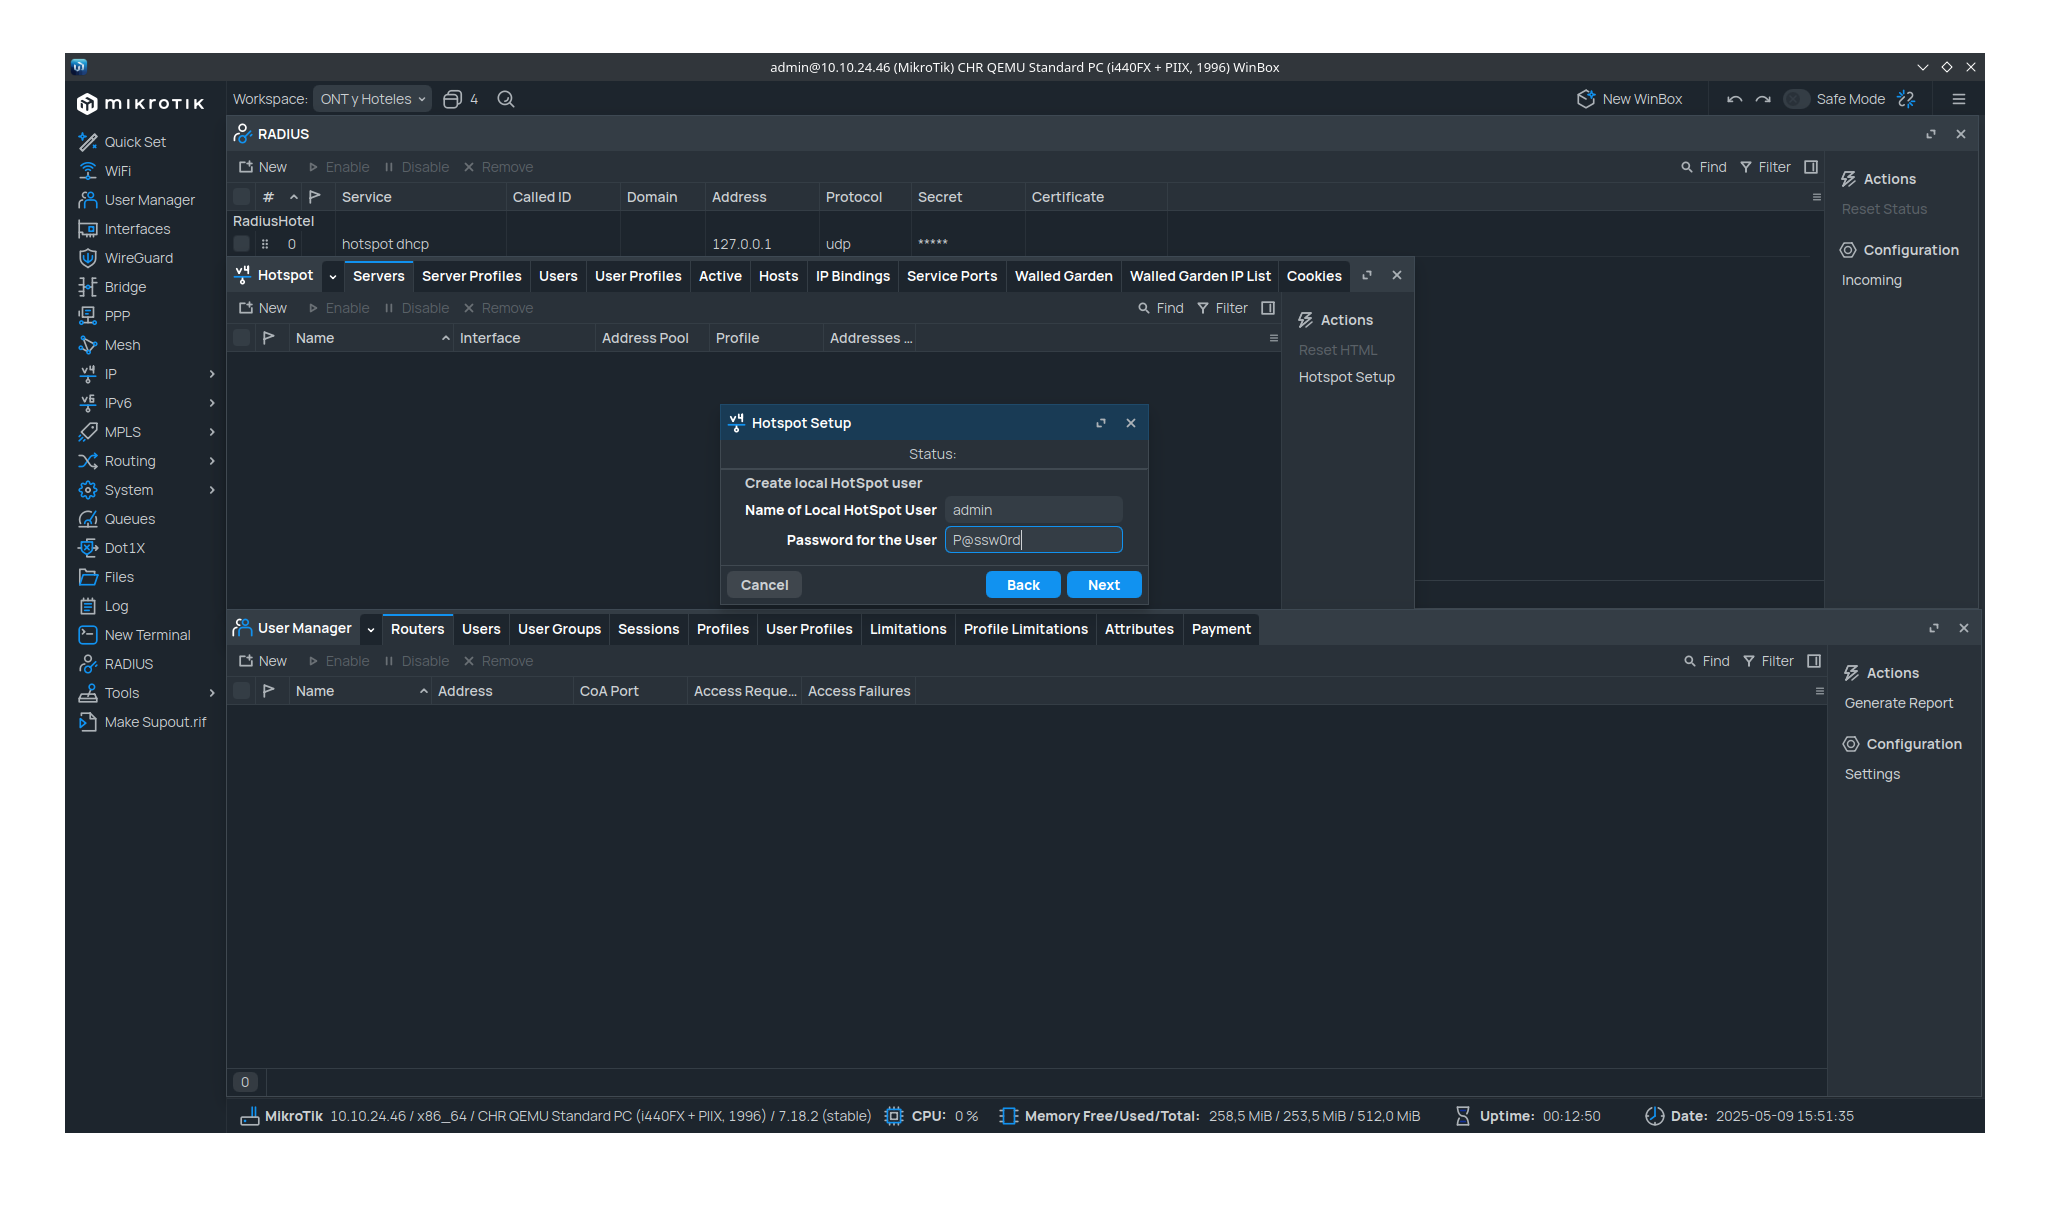 admin@10.10.24.46 (MikroTik) CHR QEMU Standard PC (i440FX + PIIX, 1996) WinBox
mikrotik Workspace: ONT y Hoteles 4 New WinBox Safe Mode
Quick Set
WiFi
User Manager
Interfaces
WireGuard
Bridge
PPP
Mesh
IP
IPv6
MPLS
Routing
System
Queues
Dot1X
Files
Log
New Terminal
RADIUS
Tools
Make Supout.rif
RADIUS
New Enable Disable Remove Find Filter
# Service Called ID Domain Address Protocol Secret Certificate
RadiusHotel
0 hotspot dhcp 127.0.0.1 udp *****
Actions
Reset Status
Configuration
Incoming
Hotspot Servers Server Profiles Users User Profiles Active Hosts IP Bindings Service Ports Walled Garden Walled Garden IP List Cookies
New Enable Disable Remove Find Filter
Name Interface Address Pool Profile Addresses ...
Actions
Reset HTML
Hotspot Setup
Hotspot Setup
Status:
Create local HotSpot user
Name of Local HotSpot User admin
Password for the User P@ssw0rd
Cancel Back Next
User Manager Routers Users User Groups Sessions Profiles User Profiles Limitations Profile Limitations Attributes Payment
New Enable Disable Remove Find Filter
Name Address CoA Port Access Reque... Access Failures
Actions
Generate Report
Configuration
Settings
0
MikroTik 10.10.24.46 / x86_64 / CHR QEMU Standard PC (i440FX + PIIX, 1996) / 7.18.2 (stable) CPU: 0 % Memory Free/Used/Total: 258,5 MiB / 253,5 MiB / 512,0 MiB Uptime: 00:12:50 Date: 2025-05-09 15:51:35